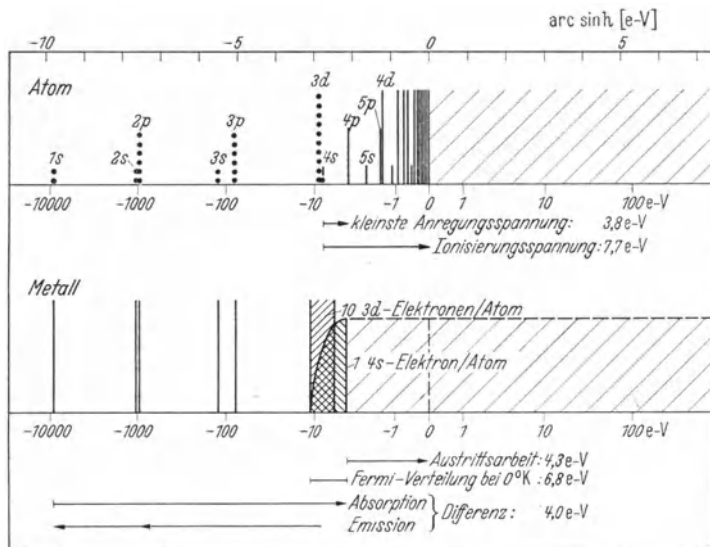 arc sinh [e-V]
-10 -5 0 5
Atom
3d 4d
2p 3p 5p
4p
1s 2s 3s 4s 5s
-10000 -1000 -100 -10 -1 0 1 10 100 e-V
kleinste Anregungsspannung: 3,8 e-V
Ionisierungsspannung: 7,7 e-V
Metall
10 3d-Elektronen/Atom
1 4s-Elektron/Atom
-10000 -1000 -100 -10 -1 0 1 10 100 e-V
Austrittsarbeit: 4,3 e-V
Fermi-Verteilung bei 0°K: 6,8 e-V
Absorption
Emission } Differenz: 4,0 e-V